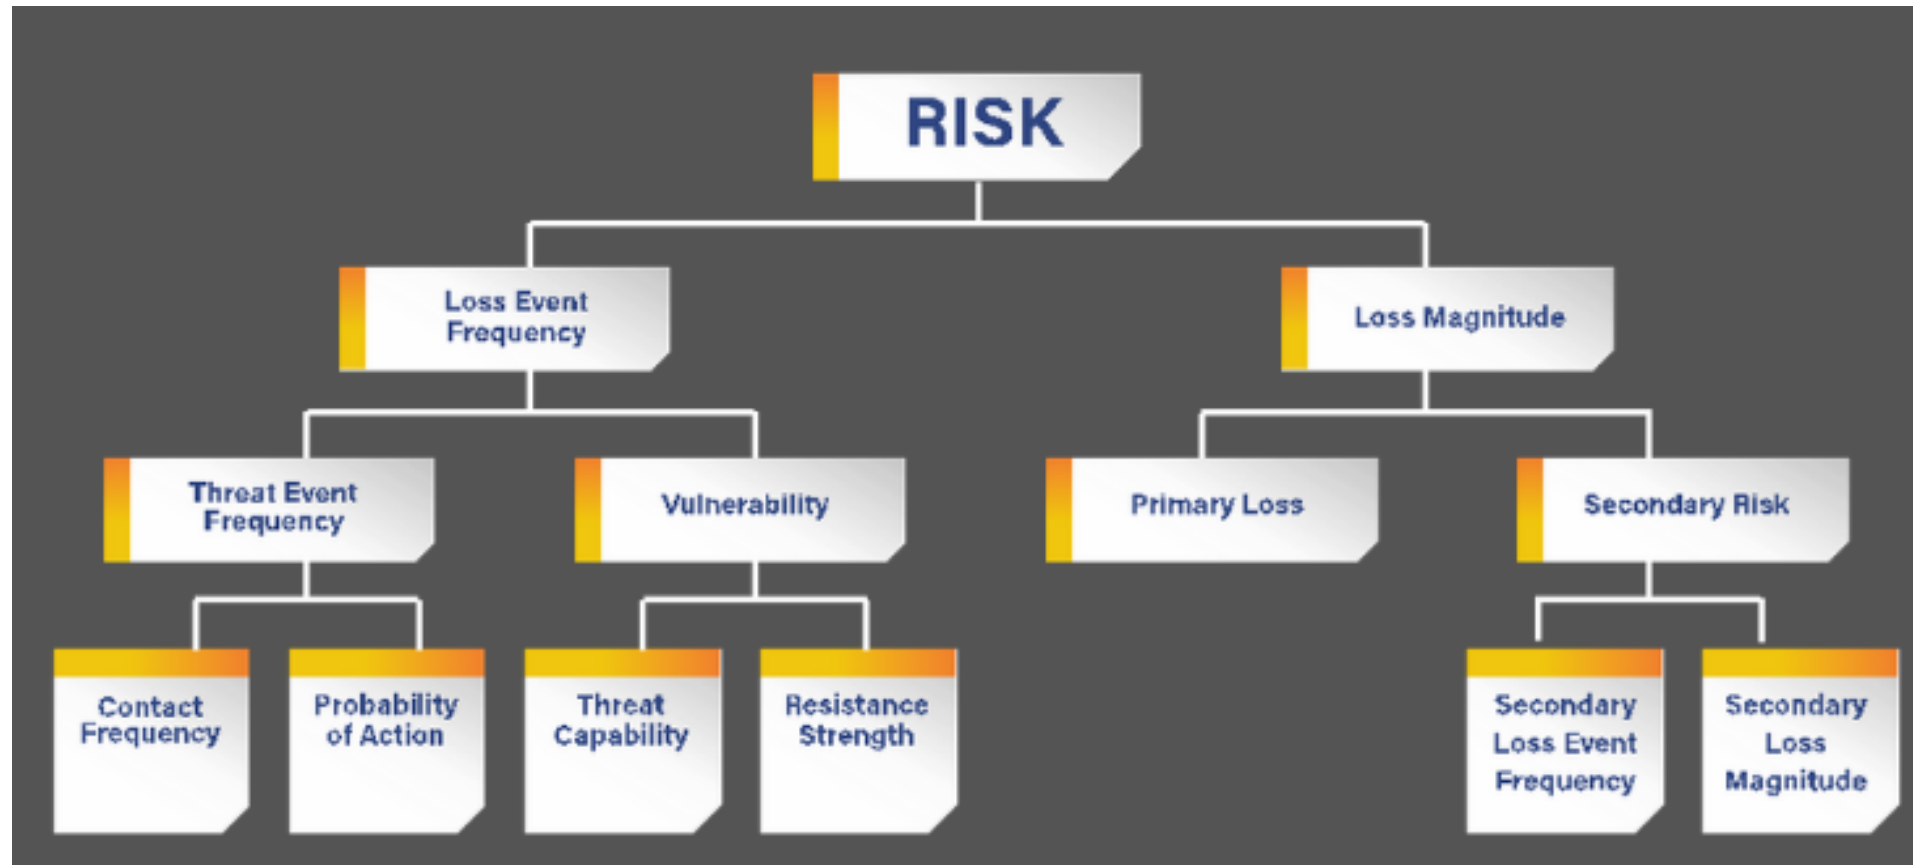 RISK
Loss Event
Frequency
Loss Magnitude
Threat Event
Frequency
Vulnerability
Primary Loss
Secondary Risk
Contact
Frequency
Probability
of Action
Threat
Capability
Resistance
Strength
Secondary
Loss Event
Frequency
Secondary
Loss
Magnitude